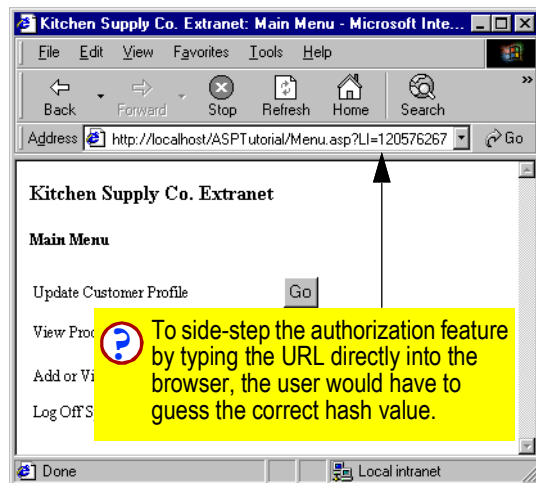 Kitchen Supply Co. Extranet: Main Menu - Microsoft Inte...
File Edit View Favorites Tools Help
Back Forward Stop Refresh Home Search »
Address http://localhost/ASPTutorial/Menu.asp?LI=120576267 Go
Kitchen Supply Co. Extranet
Main Menu
Update Customer Profile Go
View
Add or
Log Off
? To side-step the authorization feature
by typing the URL directly into the
browser, the user would have to
guess the correct hash value.
Done Local intranet